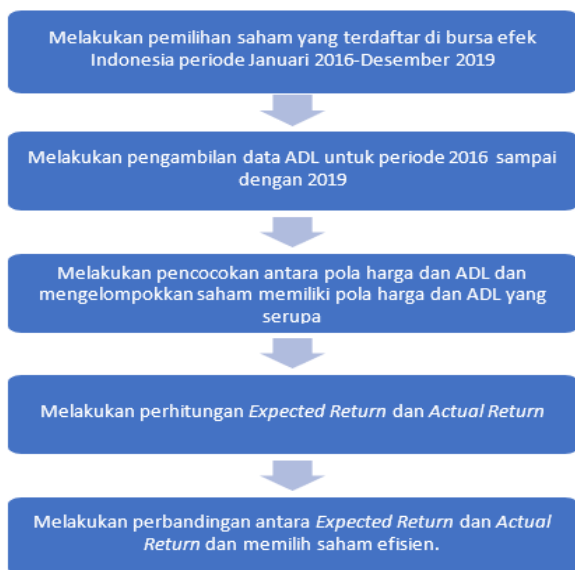 Melakukan pemilihan saham yang terdaftar di bursa efek
Indonesia periode Januari 2016-Desember 2019
Melakukan pengambilan data ADL untuk periode 2016 sampai
dengan 2019
Melakukan pencocokan antara pola harga dan ADL dan
mengelompokkan saham memiliki pola harga dan ADL yang
serupa
Melakukan perhitungan Expected Return dan Actual Return
Melakukan perbandingan antara Expected Return dan Actual
Return dan memilih saham efisien.